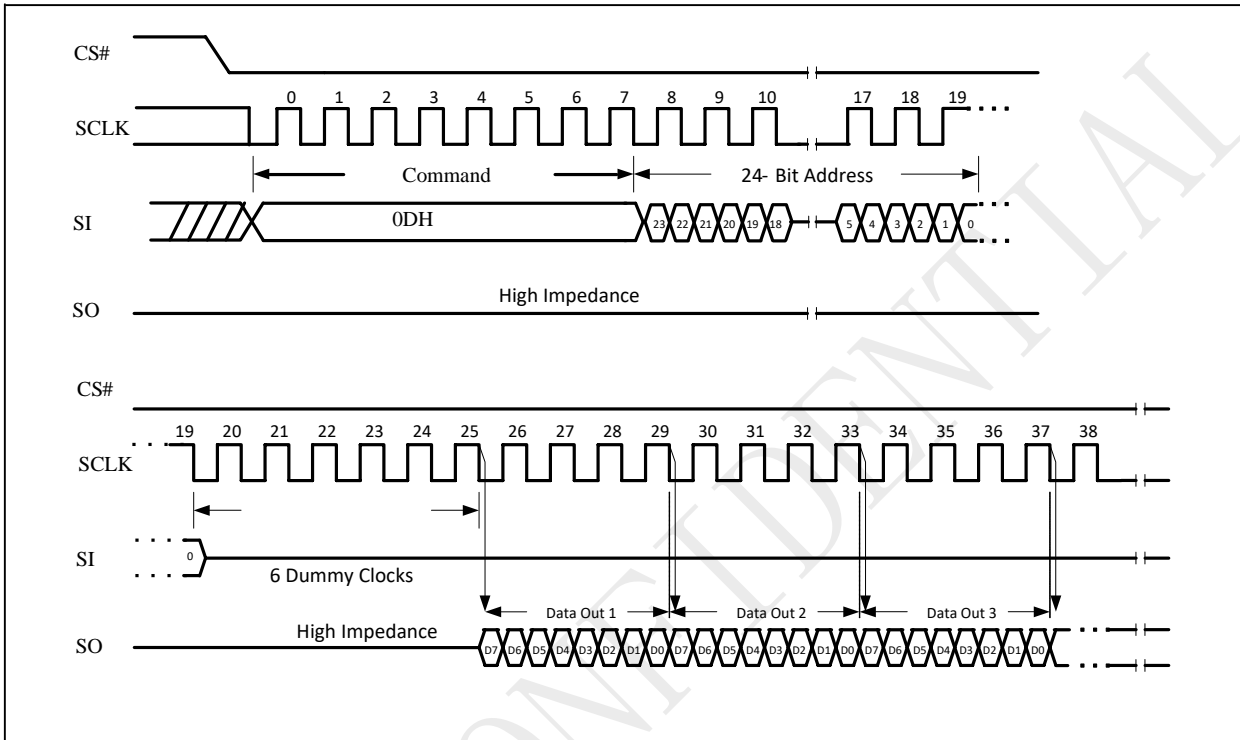 CS#
0 1 2 3 4 5 6 7 8 9 10 17 18 19
SCLK
Command 24- Bit Address
SI 0DH 23 22 21 20 19 18 5 4 3 2 1 0
High Impedance
SO
CS#
19 20 21 22 23 24 25 26 27 28 29 30 31 32 33 34 35 36 37 38
SCLK
SI 0
6 Dummy Clocks
Data Out 1 Data Out 2 Data Out 3
High Impedance
SO D7 D6 D5 D4 D3 D2 D1 D0 D7 D6 D5 D4 D3 D2 D1 D0 D7 D6 D5 D4 D3 D2 D1 D0
ONFIDENTIAL